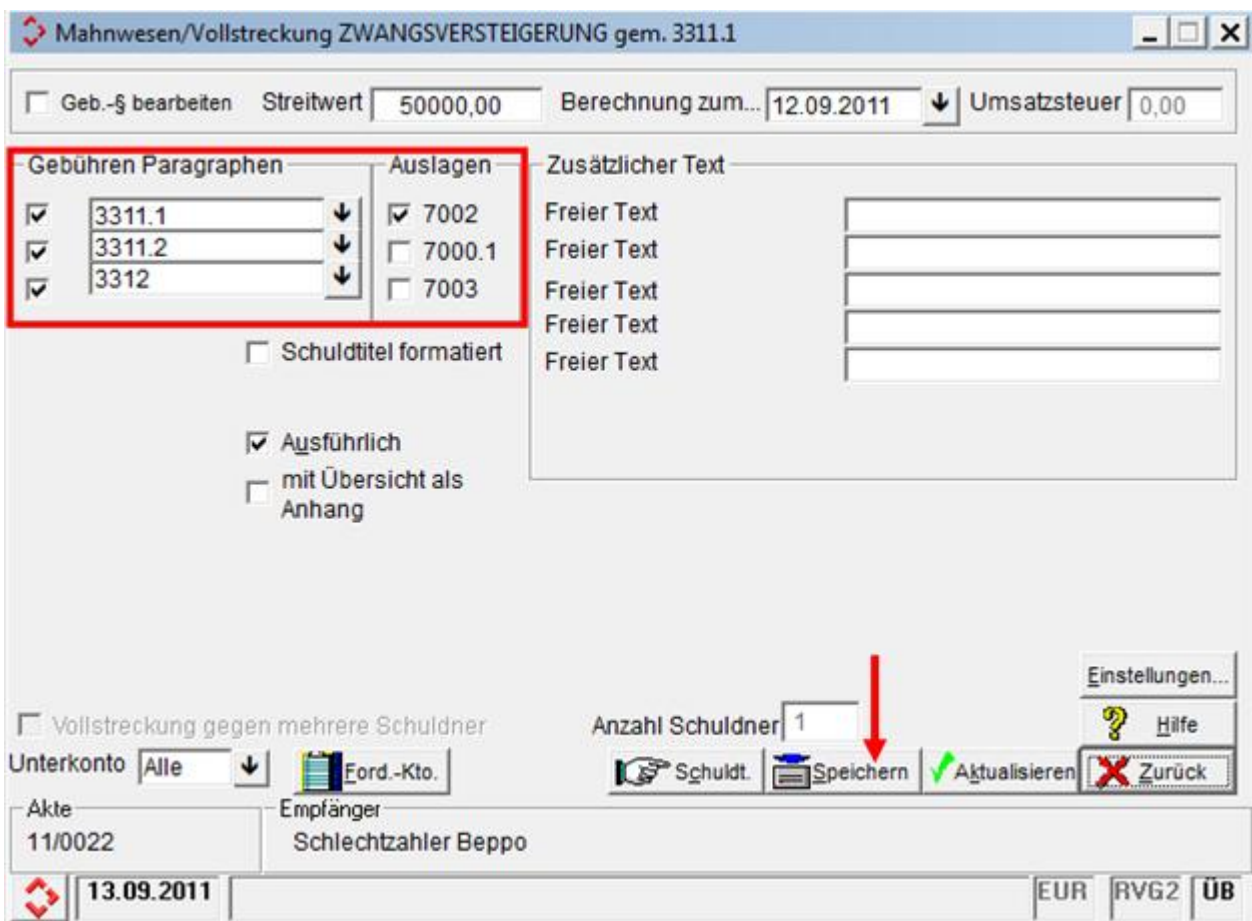 Mahnwesen/Vollstreckung ZWANGSVERSTEIGERUNG gem. 3311.1
Geb.-§ bearbeiten Streitwert 50000,00 Berechnung zum... 12.09.2011 Umsatzsteuer 0,00
Gebühren Paragraphen Auslagen Zusätzlicher Text
3311.1 7002 Freier Text
3311.2 7000.1 Freier Text
3312 7003 Freier Text
Freier Text
Schuldtitel formatiert Freier Text
Ausführlich
mit Übersicht als
Anhang
Einstellungen...
Vollstreckung gegen mehrere Schuldner Anzahl Schuldner 1 Hilfe
Unterkonto Alle Ford.-Kto. Schuldt. Speichern Aktualisieren Zurück
Akte Empfänger
11/0022 Schlechtzahler Beppo
13.09.2011 EUR RVG2 ÜB